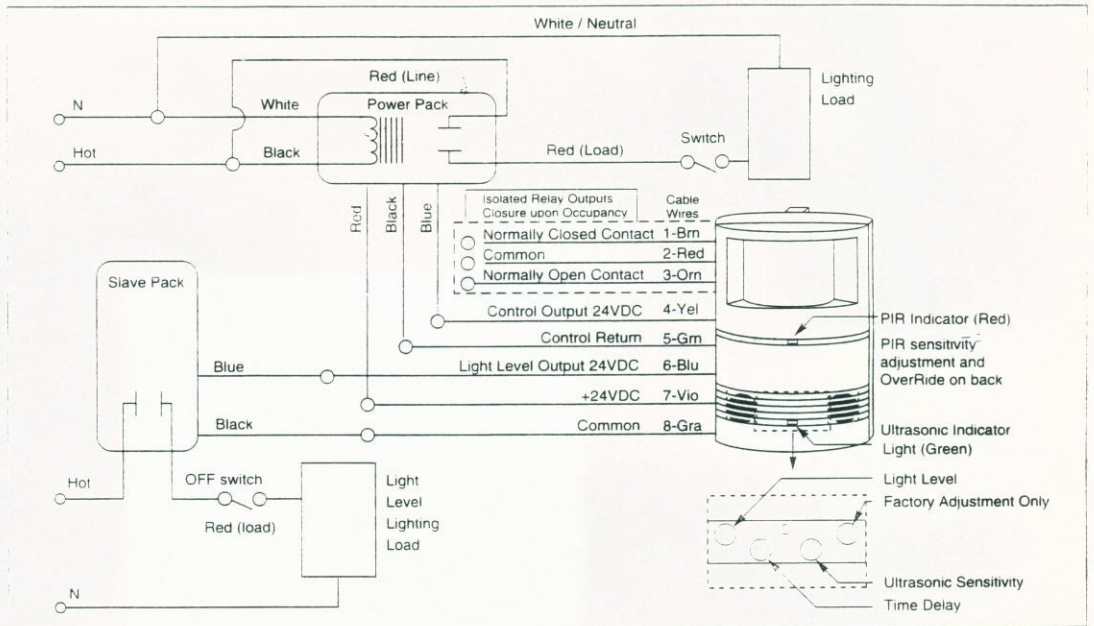 White / Neutral
Red (Line)
Lighting
Load
N
White
Power Pack
Switch
Hot
Black
Red (Load)
Red
Black
Blue
Isolated Relay Outputs
Closure upon Occupancy
Cable
Wires
Normally Closed Contact 1-Brn
Common 2-Red
Normally Open Contact 3-Orn
Slave Pack
Control Output 24VDC 4-Yel
PIR Indicator (Red)
Control Return 5-Grn
PIR sensitivity
adjustment and
OverRide on back
Blue
Light Level Output 24VDC 6-Blu
+24VDC 7-Vio
Black
Common 8-Gra
Ultrasonic Indicator
Light (Green)
Hot
OFF switch
Red (load)
Light
Level
Lighting
Load
Light Level
Factory Adjustment Only
Ultrasonic Sensitivity
Time Delay
N